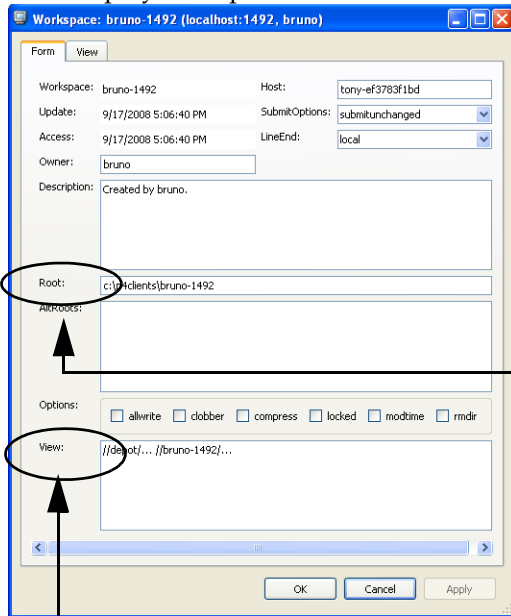 Workspace: bruno-1492 (localhost:1492, bruno)
Form View
Workspace: bruno-1492 Host: tony-ef3783f1bd
Update: 9/17/2008 5:06:40 PM SubmitOptions: submitunchanged
Access: 9/17/2008 5:06:40 PM LineEnd: local
Owner: bruno
Description: Created by bruno.
Root: c:\p4clients\bruno-1492
AltRoots:
Options: allwrite clobber compress locked modtime rmdir
View: //depot/... //bruno-1492/...
OK Cancel Apply